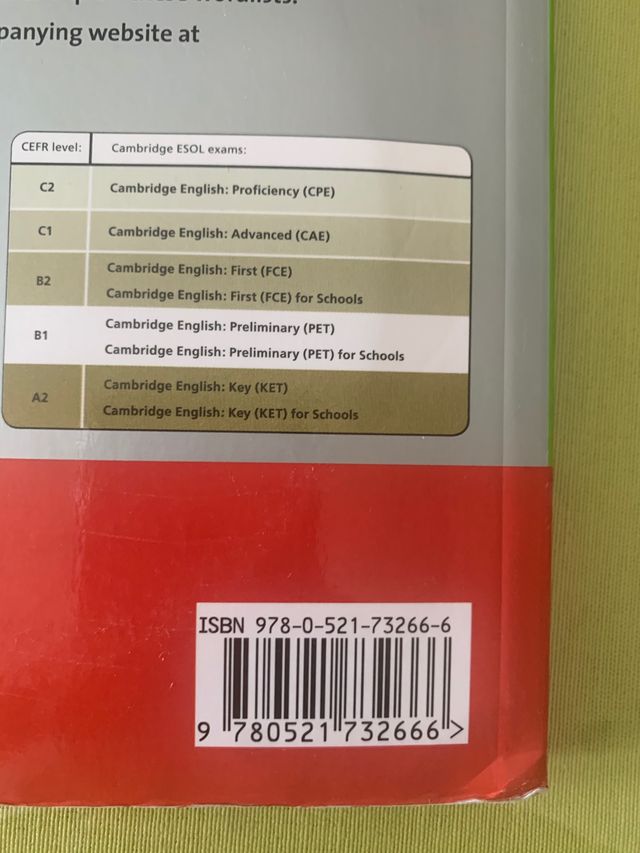 wordlists.
panying website at
CEFR level: Cambridge ESOL exams:
C2 Cambridge English: Proficiency (CPE)
C1 Cambridge English: Advanced (CAE)
B2 Cambridge English: First (FCE)
Cambridge English: First (FCE) for Schools
B1 Cambridge English: Preliminary (PET)
Cambridge English: Preliminary (PET) for Schools
A2 Cambridge English: Key (KET)
Cambridge English: Key (KET) for Schools
ISBN 978-0-521-73266-6
9 780521 732666 >